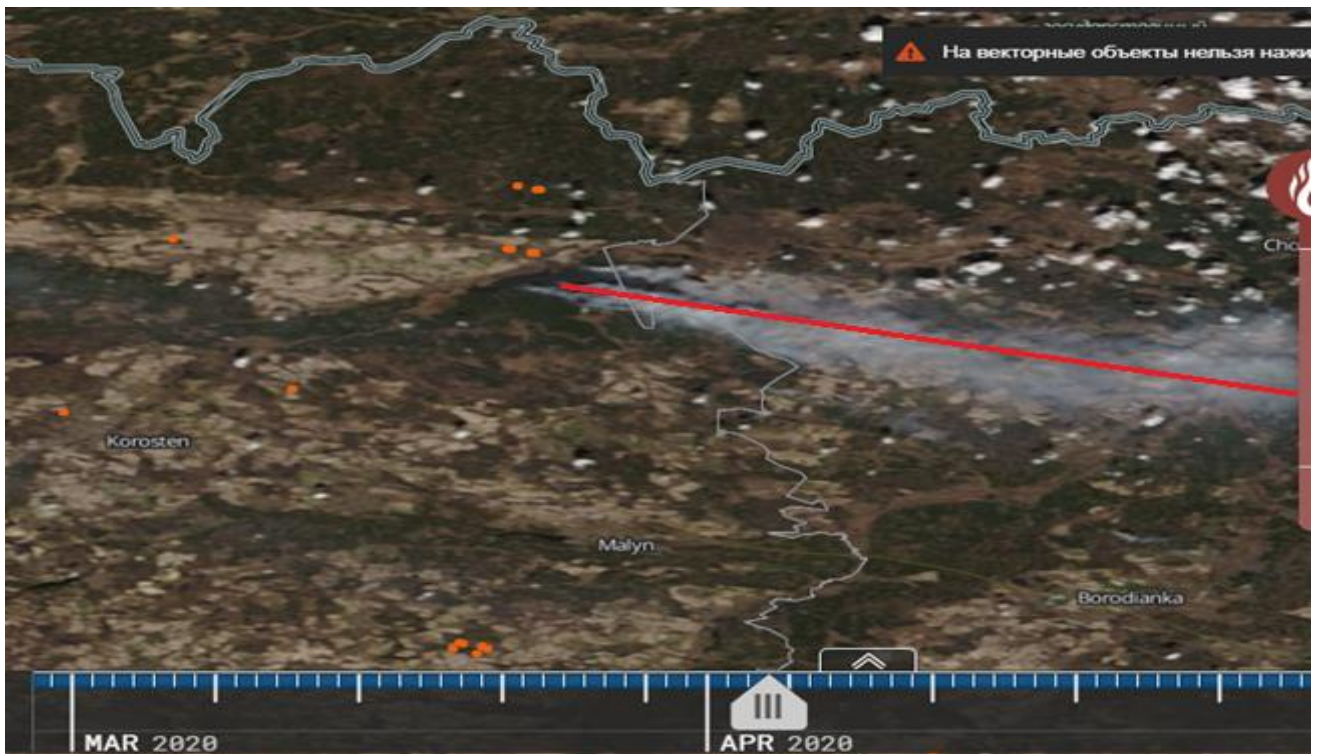 На векторные объекты нельзя нажи
Cho
Korosten
Malyn
Borodianka
MAR 2020
APR 2020